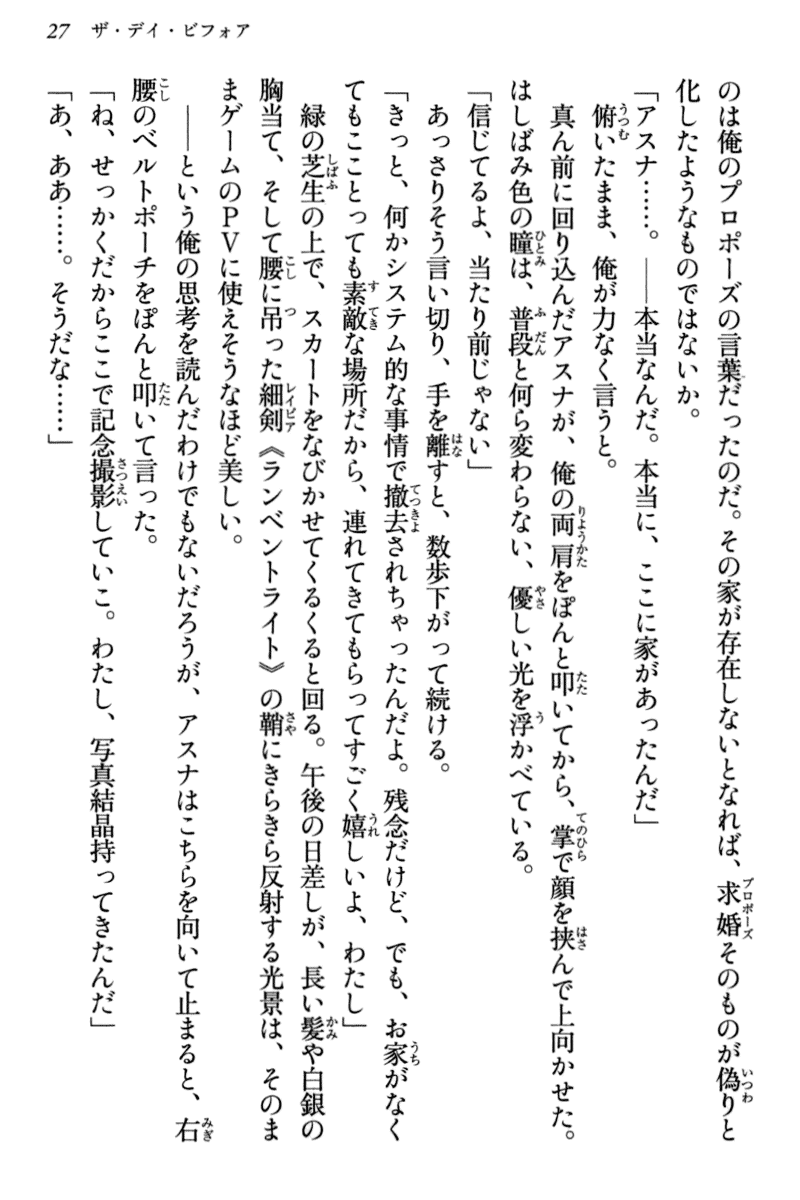 27 ザ・デイ・ビフォア
のは俺のプロポーズの言葉だったのだ。その家が存在しないとなれば、求婚そのものが偽りと
化したようなものではないか。
「アスナ……。――本当なんだ。本当に、ここに家があったんだ」
俯いたまま、俺が力なく言うと。
真ん前に回り込んだアスナが、俺の両肩をぽんと叩いてから、掌で顔を挟んで上向かせた。
はしばみ色の瞳は、普段と何ら変わらない、優しい光を浮かべている。
「信じてるよ、当たり前じゃない」
あっさりそう言い切り、手を離すと、数歩下がって続ける。
「きっと、何かシステム的な事情で撤去されちゃったんだよ。残念だけど、でも、お家がなく
てもこことっても素敵な場所だから、連れてきてもらってすごく嬉しいよ、わたし」
緑の芝生の上で、スカートをなびかせてくるくると回る。午後の日差しが、長い髪や白銀の
胸当て、そして腰に吊った細剣《ランベントライト》の鞘にきらきら反射する光景は、そのま
まゲームのPVに使えそうなほど美しい。
――という俺の思考を読んだわけでもないだろうが、アスナはこちらを向いて止まると、右
腰のベルトポーチをぽんと叩いて言った。
「ね、せっかくだからここで記念撮影していこ。わたし、写真結晶持ってきたんだ」
「あ、ああ……。そうだな……」